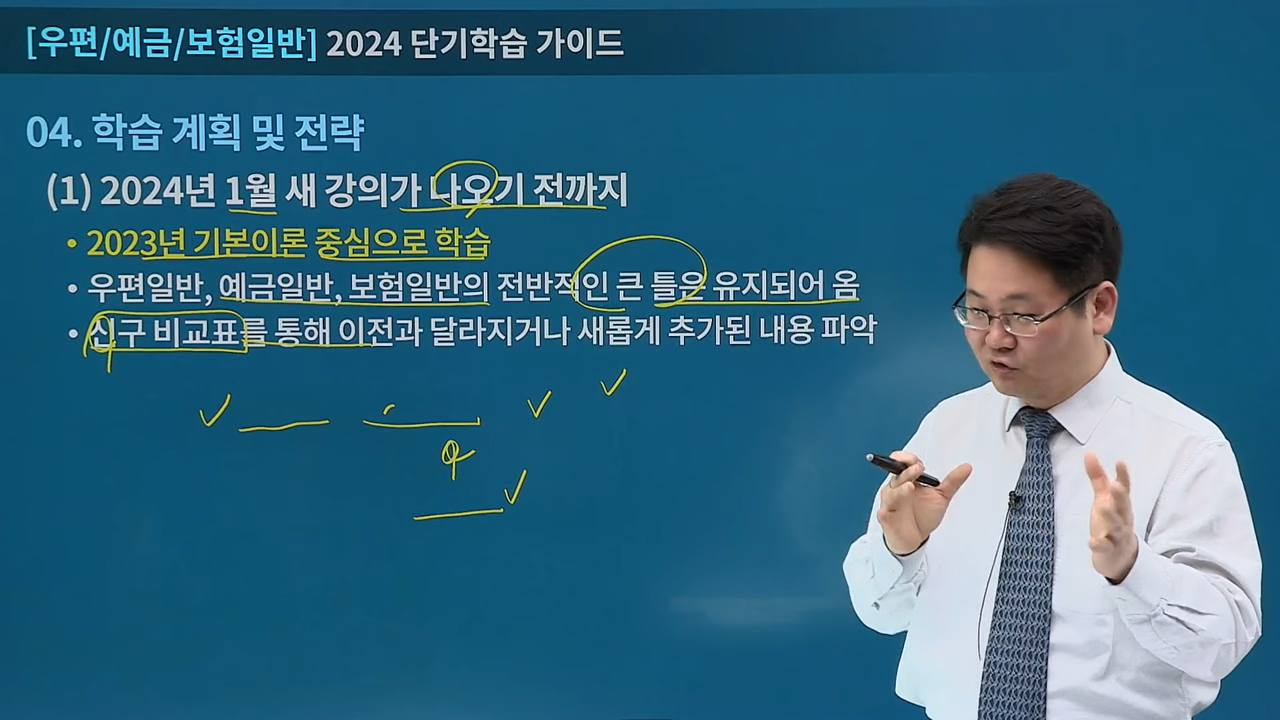 [우편/예금/보험일반] 2024 단기학습 가이드
04. 학습 계획 및 전략
(1) 2024년 1월 새 강의가 나오기 전까지
• 2023년 기본이론 중심으로 학습
• 우편일반, 예금일반, 보험일반의 전반적인 큰 틀은 유지되어 옴
• 신구 비교표를 통해 이전과 달라지거나 새롭게 추가된 내용 파악